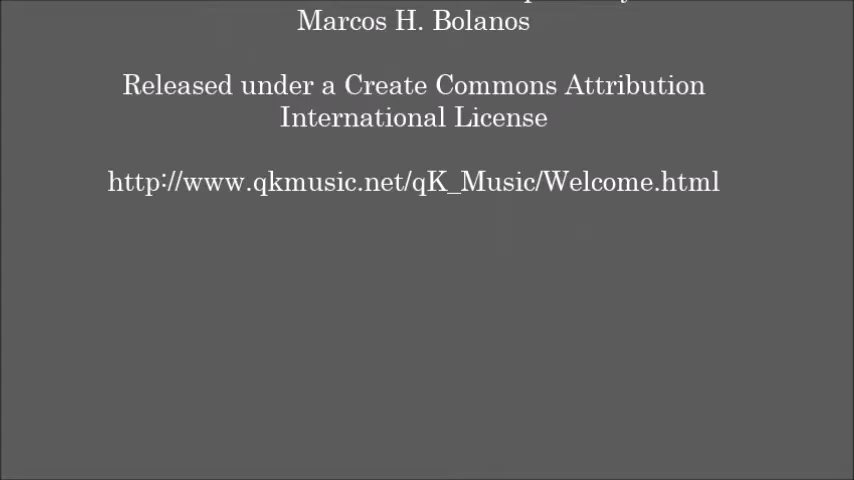 Marcos H. Bolanos
Released under a Create Commons Attribution
International License
http://www.qkmusic.net/qK_Music/Welcome.html